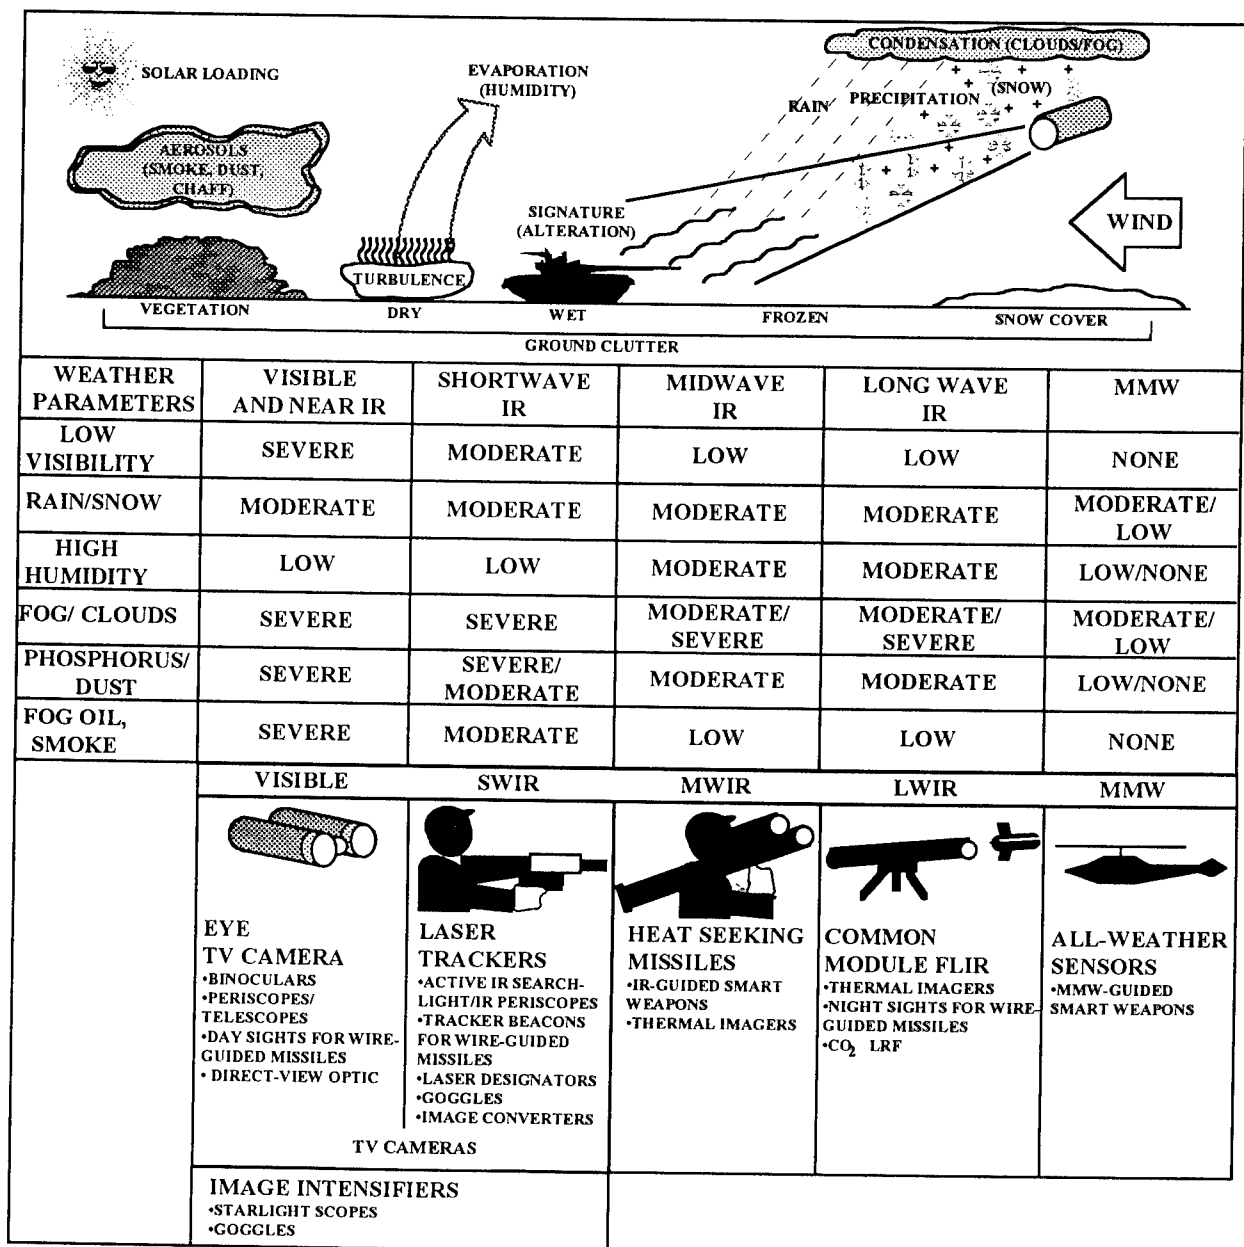 SOLAR LOADING
EVAPORATION
(HUMIDITY)
CONDENSATION (CLOUDS/FOG)
RAIN
PRECIPITATION
(SNOW)
AEROSOLS
(SMOKE, DUST,
CHAFF)
SIGNATURE
(ALTERATION)
WIND
TURBULENCE
VEGETATION
DRY
WET
FROZEN
SNOW COVER
GROUND CLUTTER
WEATHER
PARAMETERS
VISIBLE
AND NEAR IR
SHORTWAVE
IR
MIDWAVE
IR
LONG WAVE
IR
MMW
LOW
VISIBILITY
SEVERE
MODERATE
LOW
LOW
NONE
RAIN/SNOW
MODERATE
MODERATE
MODERATE
MODERATE
MODERATE/
LOW
HIGH
HUMIDITY
LOW
LOW
MODERATE
MODERATE
LOW/NONE
FOG/ CLOUDS
SEVERE
SEVERE
MODERATE/
SEVERE
MODERATE/
SEVERE
MODERATE/
LOW
PHOSPHORUS/
DUST
SEVERE
SEVERE/
MODERATE
MODERATE
MODERATE
LOW/NONE
FOG OIL,
SMOKE
SEVERE
MODERATE
LOW
LOW
NONE
VISIBLE
SWIR
MWIR
LWIR
MMW
EYE
TV CAMERA
•BINOCULARS
•PERISCOPES/
TELESCOPES
•DAY SIGHTS FOR WIRE-
GUIDED MISSILES
• DIRECT-VIEW OPTIC
LASER
TRACKERS
•ACTIVE IR SEARCH-
LIGHT/IR PERISCOPES
•TRACKER BEACONS
FOR WIRE-GUIDED
MISSILES
•LASER DESIGNATORS
•GOGGLES
•IMAGE CONVERTERS
TV CAMERAS
HEAT SEEKING
MISSILES
•IR-GUIDED SMART
WEAPONS
•THERMAL IMAGERS
COMMON
MODULE FLIR
•THERMAL IMAGERS
•NIGHT SIGHTS FOR WIRE-
GUIDED MISSILES
•CO2 LRF
ALL-WEATHER
SENSORS
•MMW-GUIDED
SMART WEAPONS
IMAGE INTENSIFIERS
•STARLIGHT SCOPES
•GOGGLES